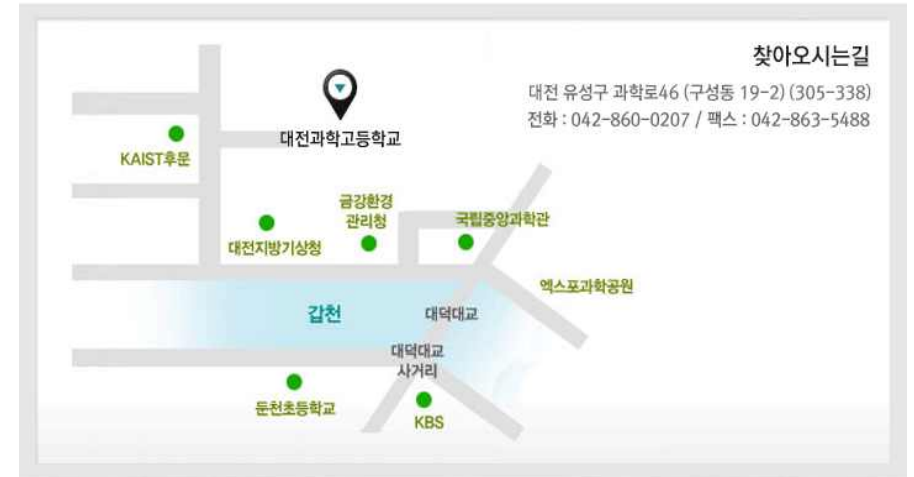 찾아오시는길
대전 유성구 과학로46 (구성동 19-2) (305-338)
전화 : 042-860-0207 / 팩스 : 042-863-5488
대전과학고등학교
KAIST후문
금강환경
관리청
국립중앙과학관
대전지방기상청
엑스포과학공원
갑천
대덕대교
대덕대교
사거리
둔천초등학교
KBS